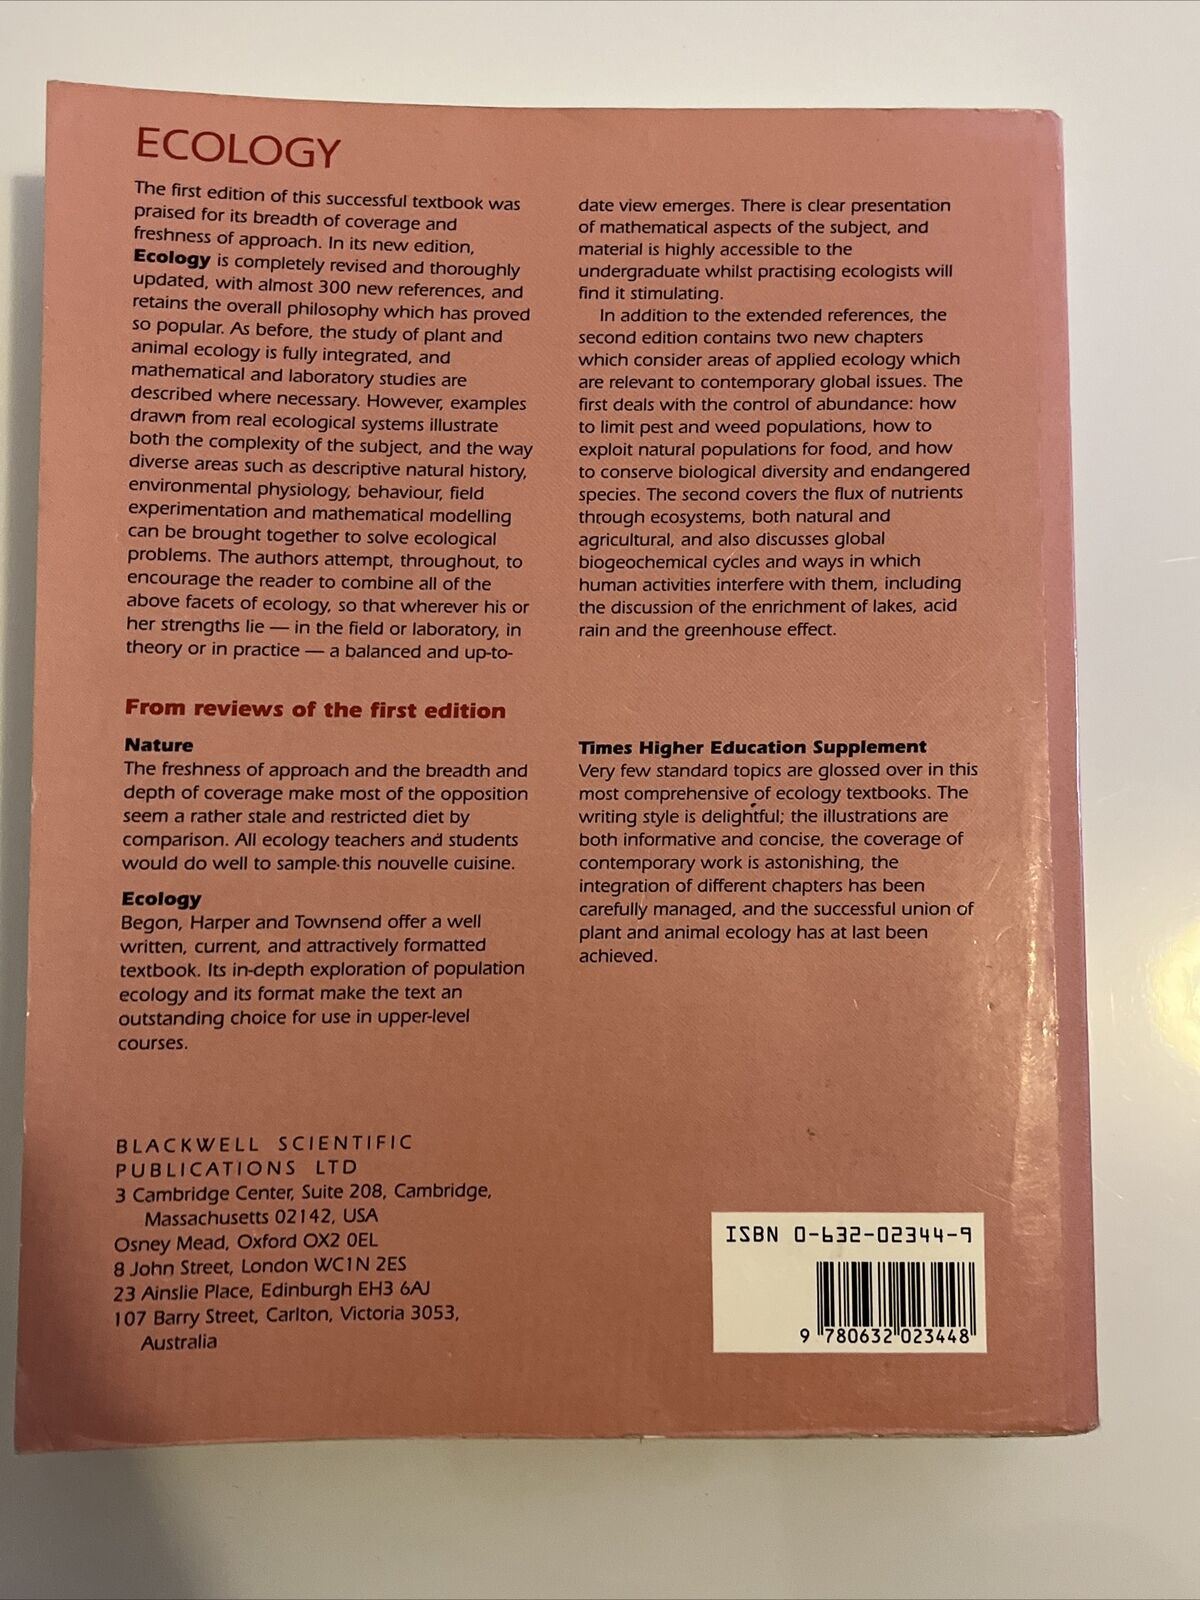 ECOLOGY
The first edition of this successful textbook was
praised for its breadth of coverage and
freshness of approach. In its new edition,
Ecology is completely revised and thoroughly
updated, with almost 300 new references, and
retains the overall philosophy which has proved
so popular. As before, the study of plant and
animal ecology is fully integrated, and
mathematical and laboratory studies are
described where necessary. However, examples
drawn from real ecological systems illustrate
both the complexity of the subject, and the way
diverse areas such as descriptive natural history,
environmental physiology, behaviour, field
experimentation and mathematical modelling
can be brought together to solve ecological
problems. The authors attempt, throughout, to
encourage the reader to combine all of the
above facets of ecology, so that wherever his or
her strengths lie — in the field or laboratory, in
theory or in practice — a balanced and up-to-
date view emerges. There is clear presentation
of mathematical aspects of the subject, and
material is highly accessible to the
undergraduate whilst practising ecologists will
find it stimulating.
In addition to the extended references, the
second edition contains two new chapters
which consider areas of applied ecology which
are relevant to contemporary global issues. The
first deals with the control of abundance: how
to limit pest and weed populations, how to
exploit natural populations for food, and how
to conserve biological diversity and endangered
species. The second covers the flux of nutrients
through ecosystems, both natural and
agricultural, and also discusses global
biogeochemical cycles and ways in which
human activities interfere with them, including
the discussion of the enrichment of lakes, acid
rain and the greenhouse effect.
From reviews of the first edition
Nature
The freshness of approach and the breadth and
depth of coverage make most of the opposition
seem a rather stale and restricted diet by
comparison. All ecology teachers and students
would do well to sample this nouvelle cuisine.
Ecology
Begon, Harper and Townsend offer a well
written, current, and attractively formatted
textbook. Its in-depth exploration of population
ecology and its format make the text an
outstanding choice for use in upper-level
courses.
Times Higher Education Supplement
Very few standard topics are glossed over in this
most comprehensive of ecology textbooks. The
writing style is delightful; the illustrations are
both informative and concise, the coverage of
contemporary work is astonishing, the
integration of different chapters has been
carefully managed, and the successful union of
plant and animal ecology has at last been
achieved.
BLACKWELL SCIENTIFIC
PUBLICATIONS LTD
3 Cambridge Center, Suite 208, Cambridge,
Massachusetts 02142, USA
Osney Mead, Oxford OX2 0EL
8 John Street, London WC1N 2ES
23 Ainslie Place, Edinburgh EH3 6AJ
107 Barry Street, Carlton, Victoria 3053,
Australia
ISBN 0-632-02344-9
9 780632 023448